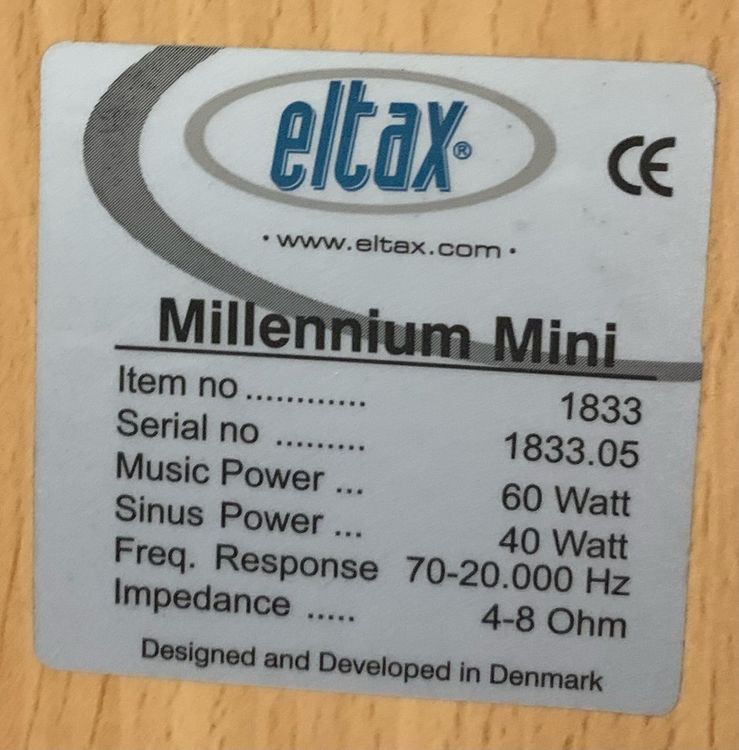 eltax®
CE
· www.eltax.com ·
Millennium Mini
Item no ............ 1833
Serial no ......... 1833.05
Music Power ... 60 Watt
Sinus Power ... 40 Watt
Freq. Response 70-20.000 Hz
Impedance ..... 4-8 Ohm
Designed and Developed in Denmark